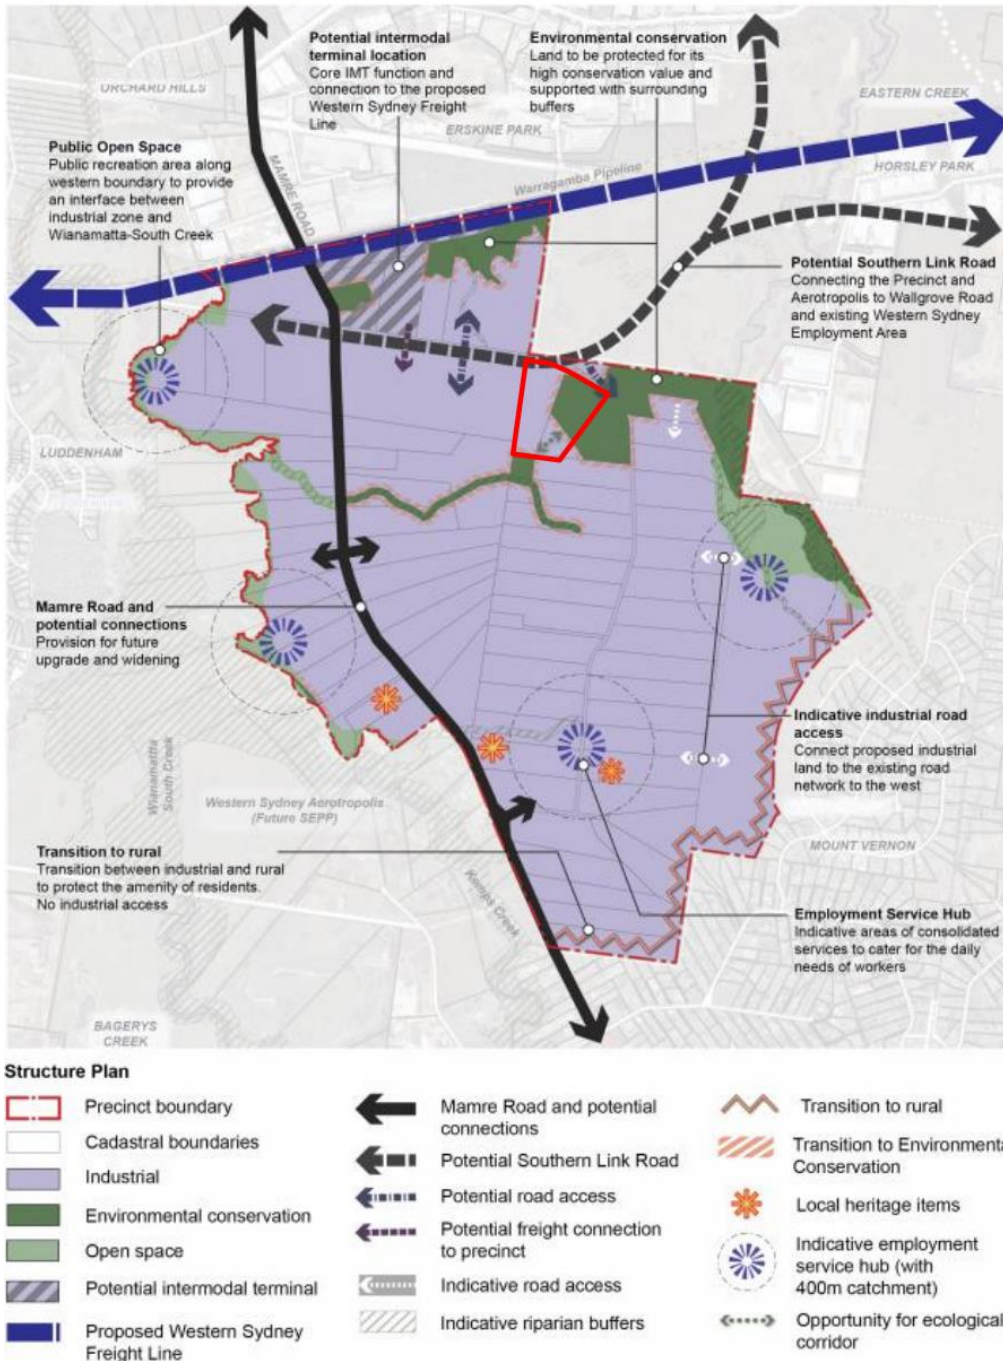 Potential intermodal
terminal location
Core IMT function and
connection to the proposed
Western Sydney Freight
Line
Environmental conservation
Land to be protected for its
high conservation value and
supported with surrounding
buffers
ORCHARD HILLS
ERSKINE PARK
EASTERN CREEK
HORSLEY PARK
Public Open Space
Public recreation area along
western boundary to provide
an interface between
industrial zone and
Wianamatta-South Creek
MAMRE ROAD
Warragamba Pipeline
Potential Southern Link Road
Connecting the Precinct and
Aerotropolis to Wallgrove Road
and existing Western Sydney
Employment Area
LUDDENHAM
Mamre Road and
potential connections
Provision for future
upgrade and widening
Wianamatta
South Creek
Western Sydney Aerotropolis
(Future SEPP)
Indicative industrial road
access
Connect proposed industrial
land to the existing road
network to the west
MOUNT VERNON
Transition to rural
Transition between industrial and rural
to protect the amenity of residents.
No industrial access
Kemps Creek
Employment Service Hub
Indicative areas of consolidated
services to cater for the daily
needs of workers
BAGERYS
CREEK
Structure Plan
Precinct boundary
Cadastral boundaries
Industrial
Environmental conservation
Open space
Potential intermodal terminal
Proposed Western Sydney
Freight Line
Mamre Road and potential
connections
Potential Southern Link Road
Potential road access
Potential freight connection
to precinct
Indicative road access
Indicative riparian buffers
Transition to rural
Transition to Environmenta
Conservation
Local heritage items
Indicative employment
service hub (with
400m catchment)
Opportunity for ecological
corridor